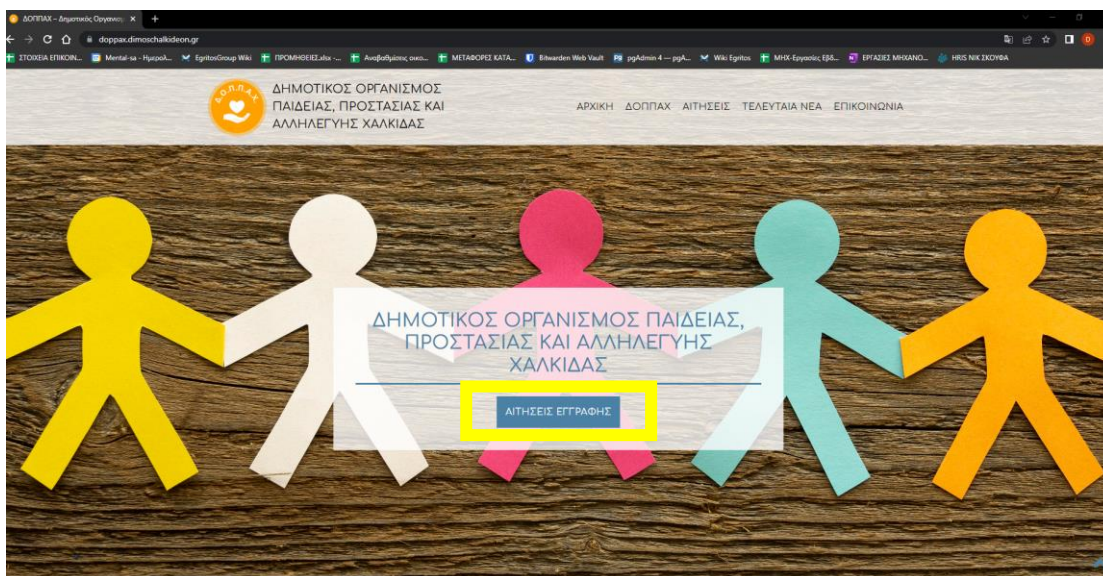 ΔΟΠΠΑΧ – Δημοτικός Οργανισμ
doppax.dimoschalkideon.gr
ΣΤΟΙΧΕΙΑ ΕΠΙΚΟΙΝ...
Mental-sa - Ημερολ...
EgritosGroup Wiki
ΠΡΟΜΗΘΕΙΕΣ.xlsx -...
Αναβαθμίσεις οικο...
ΜΕΤΑΦΟΡΕΣ ΚΑΤΑ...
Bitwarden Web Vault
pgAdmin 4 — pgA...
Wiki Egritos
ΜΗΧ-Εργασίες Εβδ...
ΕΡΓΑΣΙΕΣ ΜΗΧΑΝΟ...
HRIS ΝΙΚ ΣΚΟΥΦΑ
Δ.Ο.Π.Π.Α.Χ.
ΔΗΜΟΤΙΚΟΣ ΟΡΓΑΝΙΣΜΟΣ
ΠΑΙΔΕΙΑΣ, ΠΡΟΣΤΑΣΙΑΣ ΚΑΙ
ΑΛΛΗΛΕΓΥΗΣ ΧΑΛΚΙΔΑΣ
ΑΡΧΙΚΗ ΔΟΠΠΑΧ ΑΙΤΗΣΕΙΣ ΤΕΛΕΥΤΑΙΑ ΝΕΑ ΕΠΙΚΟΙΝΩΝΙΑ
ΔΗΜΟΤΙΚΟΣ ΟΡΓΑΝΙΣΜΟΣ ΠΑΙΔΕΙΑΣ,
ΠΡΟΣΤΑΣΙΑΣ ΚΑΙ ΑΛΛΗΛΕΓΥΗΣ
ΧΑΛΚΙΔΑΣ
ΑΙΤΗΣΕΙΣ ΕΓΓΡΑΦΗΣ